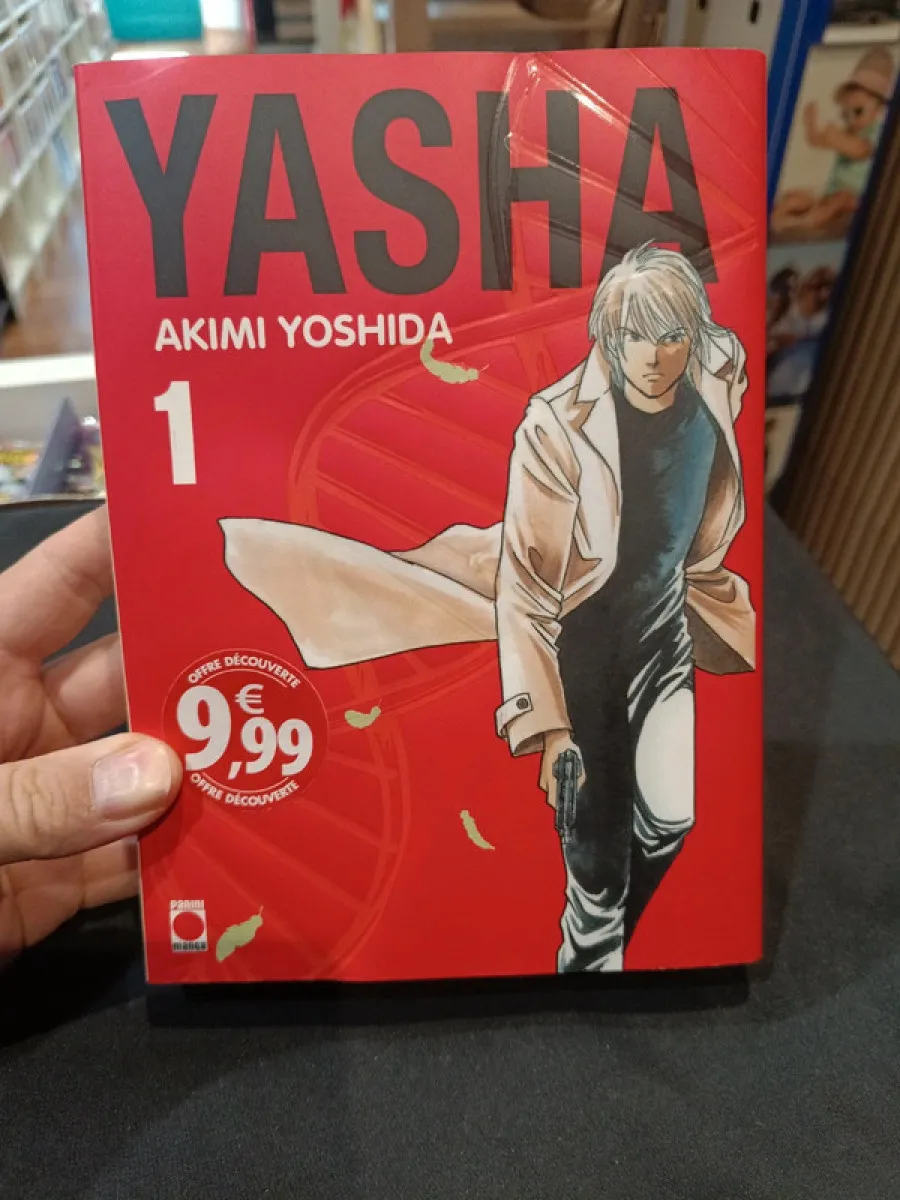 YASHA
AKIMI YOSHIDA
1
OFFRE DÉCOUVERTE
9€,99
OFFRE DÉCOUVERTE
PANINI
manga